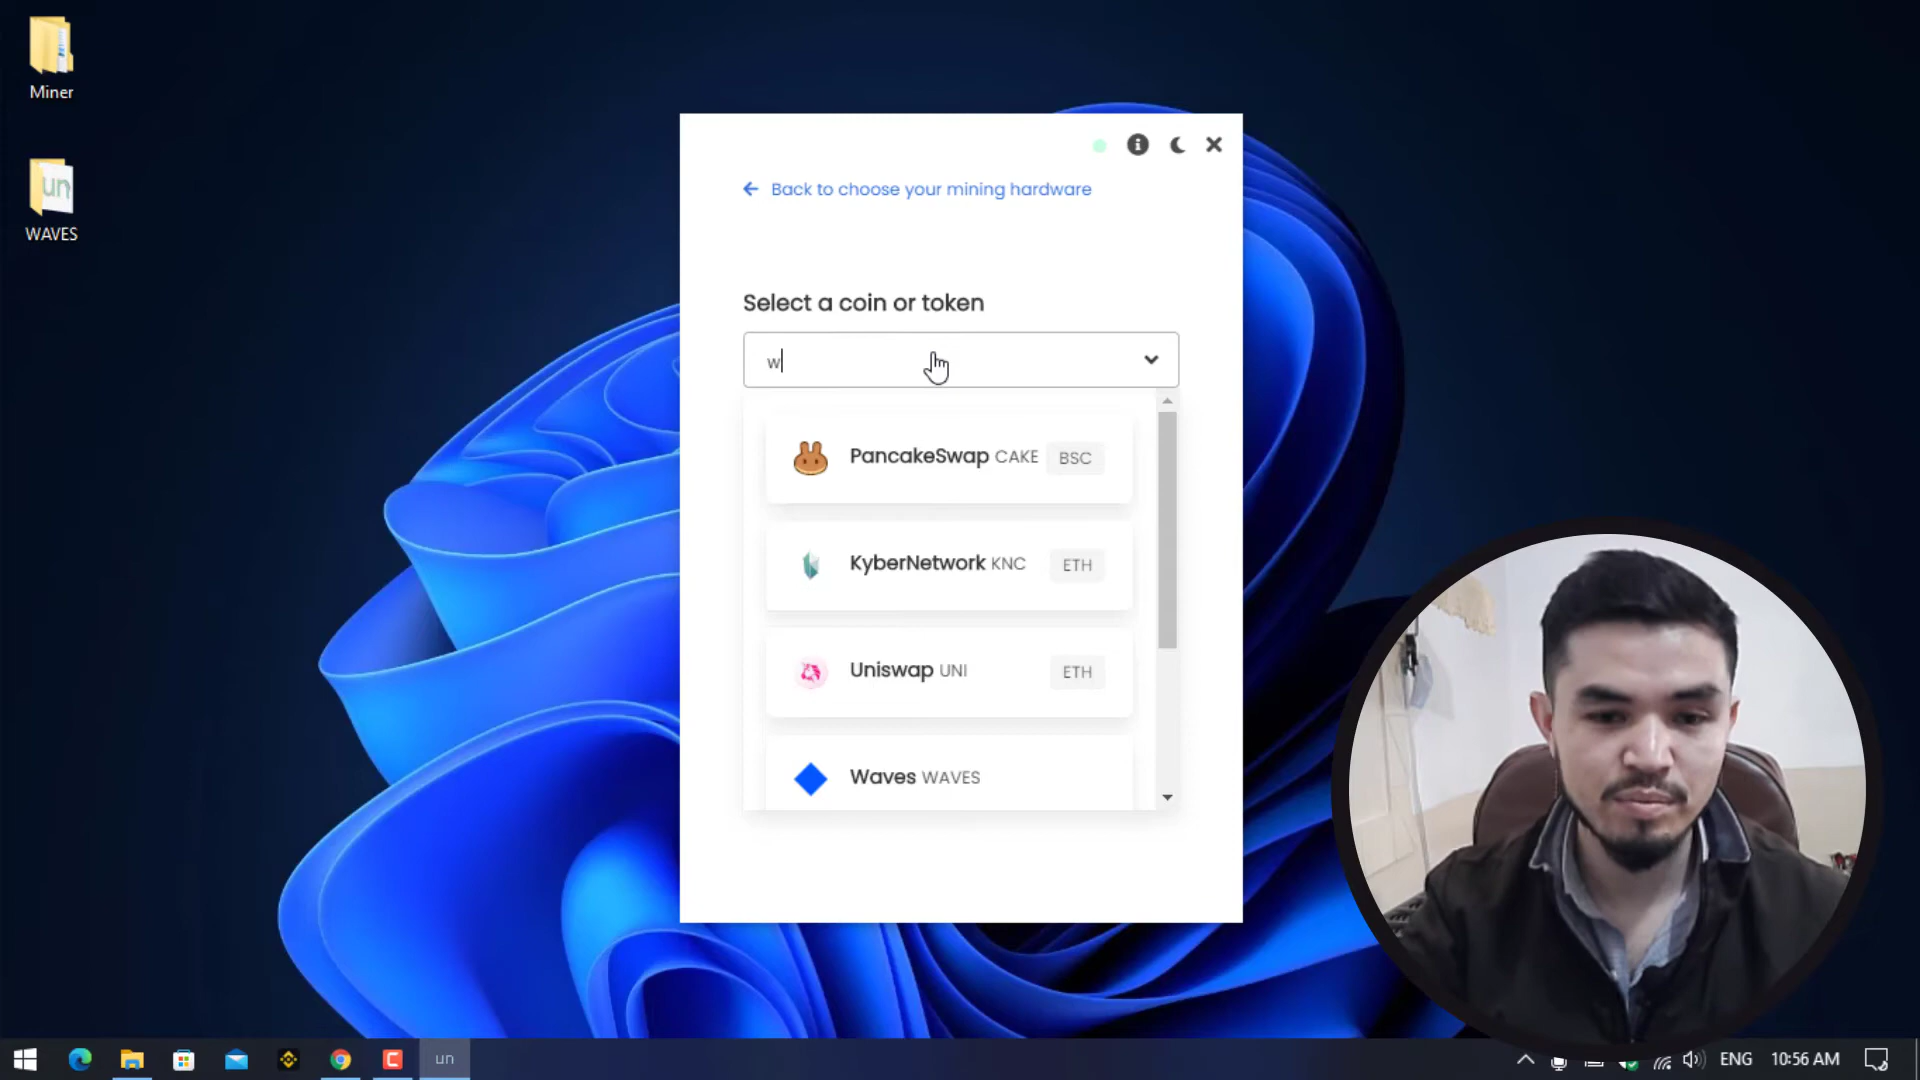 Miner
un
WAVES
Back to choose your mining hardware
Select a coin or token
w
PancakeSwap CAKE BSC
KyberNetwork KNC ETH
Uniswap UNI ETH
Waves WAVES
un
ENG 10:56 AM